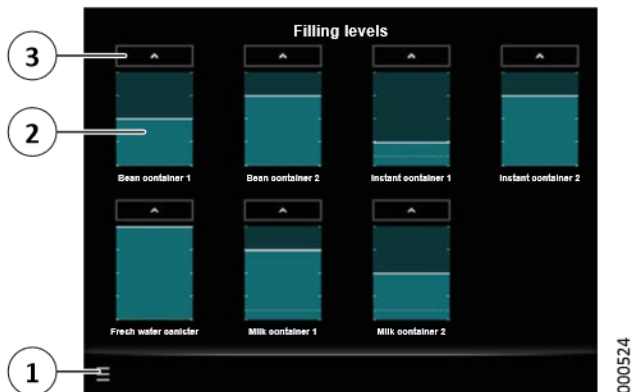 Filling levels
3
2
Bean container 1
Bean container 2
Instant container 1
Instant container 2
Fresh water canister
Milk container 1
Milk container 2
1
000524